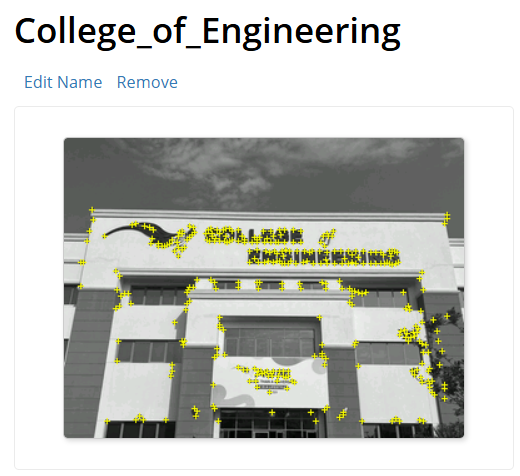 College_of_Engineering
Edit Name Remove
COLLEGE of
ENGINEERING